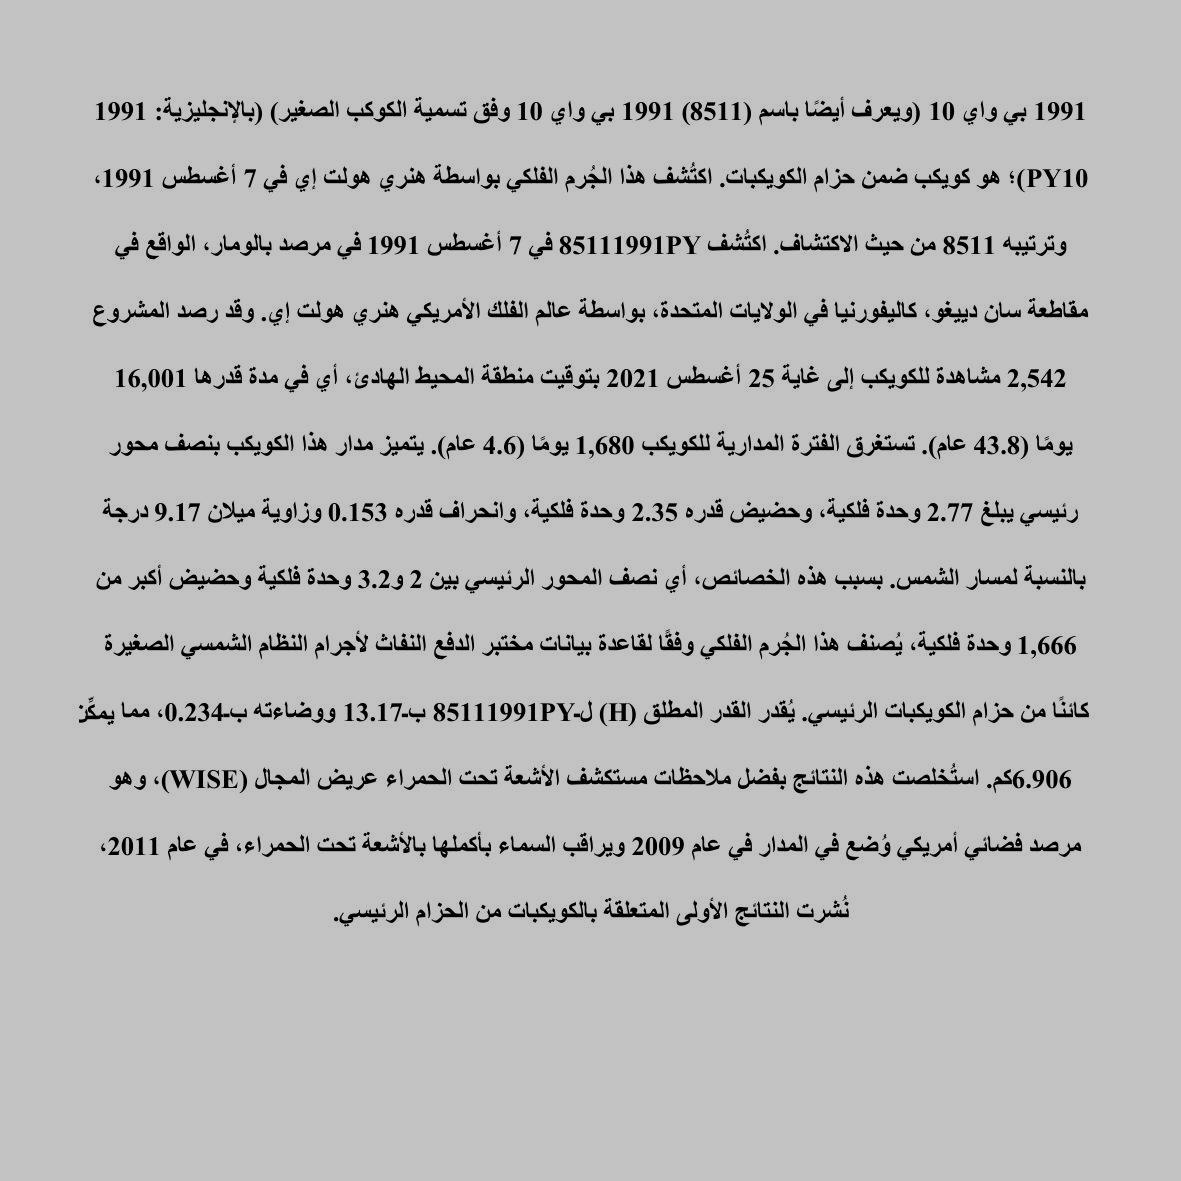 1991 بي واي 10 (ويعرف أيضًا باسم (8511) 1991 بي واي 10 وفق تسمية الكوكب الصغير) (بالإنجليزية: 1991
PY10)؛ هو كويكب ضمن حزام الكويكبات. اكتُشف هذا الجُرم الفلكي بواسطة هنري هولت إي في 7 أغسطس 1991،
وترتيبه 8511 من حيث الاكتشاف. اكتُشف 85111991PY في 7 أغسطس 1991 في مرصد بالومار، الواقع في
مقاطعة سان دييغو، كاليفورنيا في الولايات المتحدة، بواسطة عالم الفلك الأمريكي هنري هولت إي. وقد رصد المشروع
2,542 مشاهدة للكويكب إلى غاية 25 أغسطس 2021 بتوقيت منطقة المحيط الهادئ، أي في مدة قدرها 16,001
يومًا (43.8 عام). تستغرق الفترة المدارية للكويكب 1,680 يومًا (4.6 عام). يتميز مدار هذا الكويكب بنصف محور
رئيسي يبلغ 2.77 وحدة فلكية، وحضيض قدره 2.35 وحدة فلكية، وانحراف قدره 0.153 وزاوية ميلان 9.17 درجة
بالنسبة لمسار الشمس. بسبب هذه الخصائص، أي نصف المحور الرئيسي بين 2 و3.2 وحدة فلكية وحضيض أكبر من
1,666 وحدة فلكية، يُصنف هذا الجُرم الفلكي وفقًا لقاعدة بيانات مختبر الدفع النفاث لأجرام النظام الشمسي الصغيرة
كائنًا من حزام الكويكبات الرئيسي. يُقدر القدر المطلق (H) لـ85111991PY بـ13.17 ووضاءته بـ0.234، مما يمكِّن
6.906كم. استُخلصت هذه النتائج بفضل ملاحظات مستكشف الأشعة تحت الحمراء عريض المجال (WISE)، وهو
مرصد فضائي أمريكي وُضع في المدار في عام 2009 ويراقب السماء بأكملها بالأشعة تحت الحمراء، في عام 2011،
نُشرت النتائج الأولى المتعلقة بالكويكبات من الحزام الرئيسي.